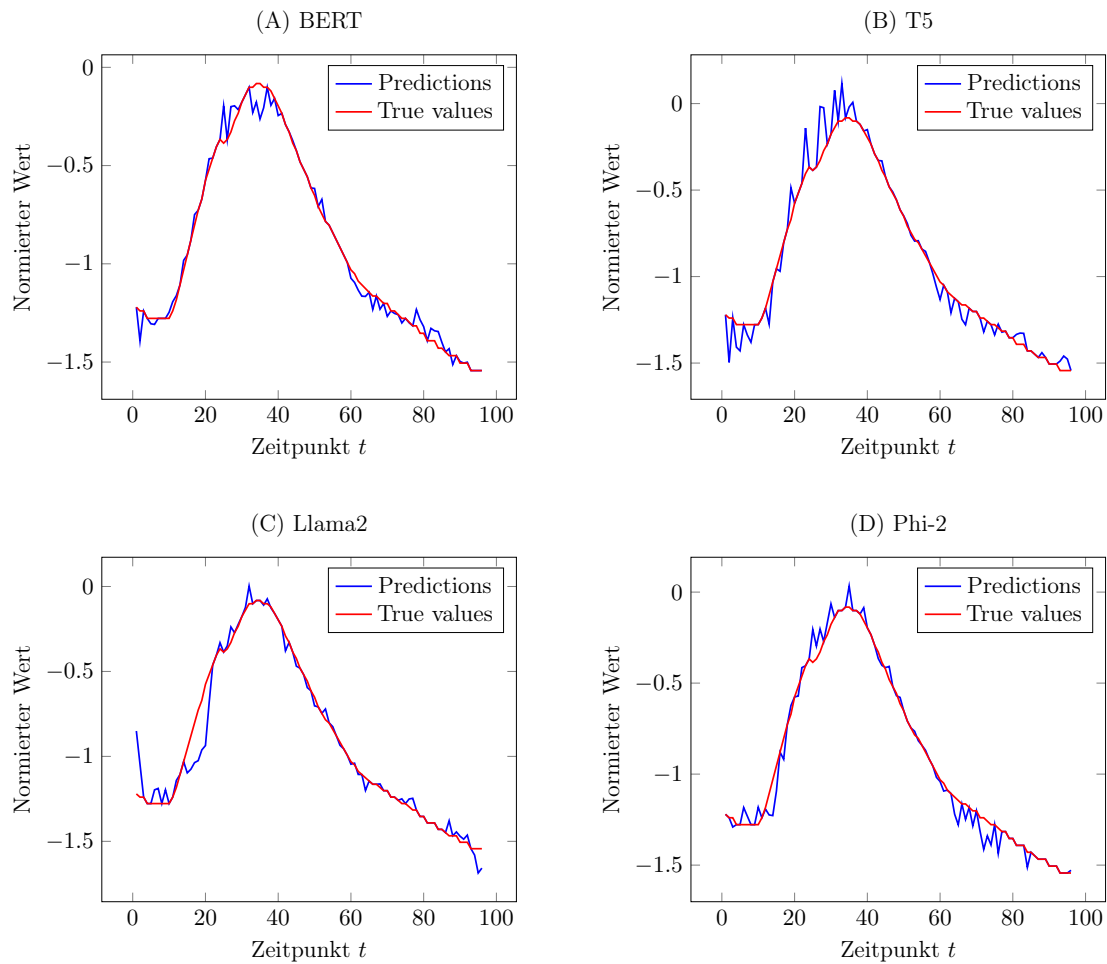 (A) BERT
Predictions
True values
0
−0.5
−1
−1.5
0 20 40 60 80 100
Zeitpunkt t
Normierter Wert
(B) T5
Predictions
True values
0
−0.5
−1
−1.5
0 20 40 60 80 100
Zeitpunkt t
Normierter Wert
(C) Llama2
Predictions
True values
0
−0.5
−1
−1.5
0 20 40 60 80 100
Zeitpunkt t
Normierter Wert
(D) Phi-2
Predictions
True values
0
−0.5
−1
−1.5
0 20 40 60 80 100
Zeitpunkt t
Normierter Wert